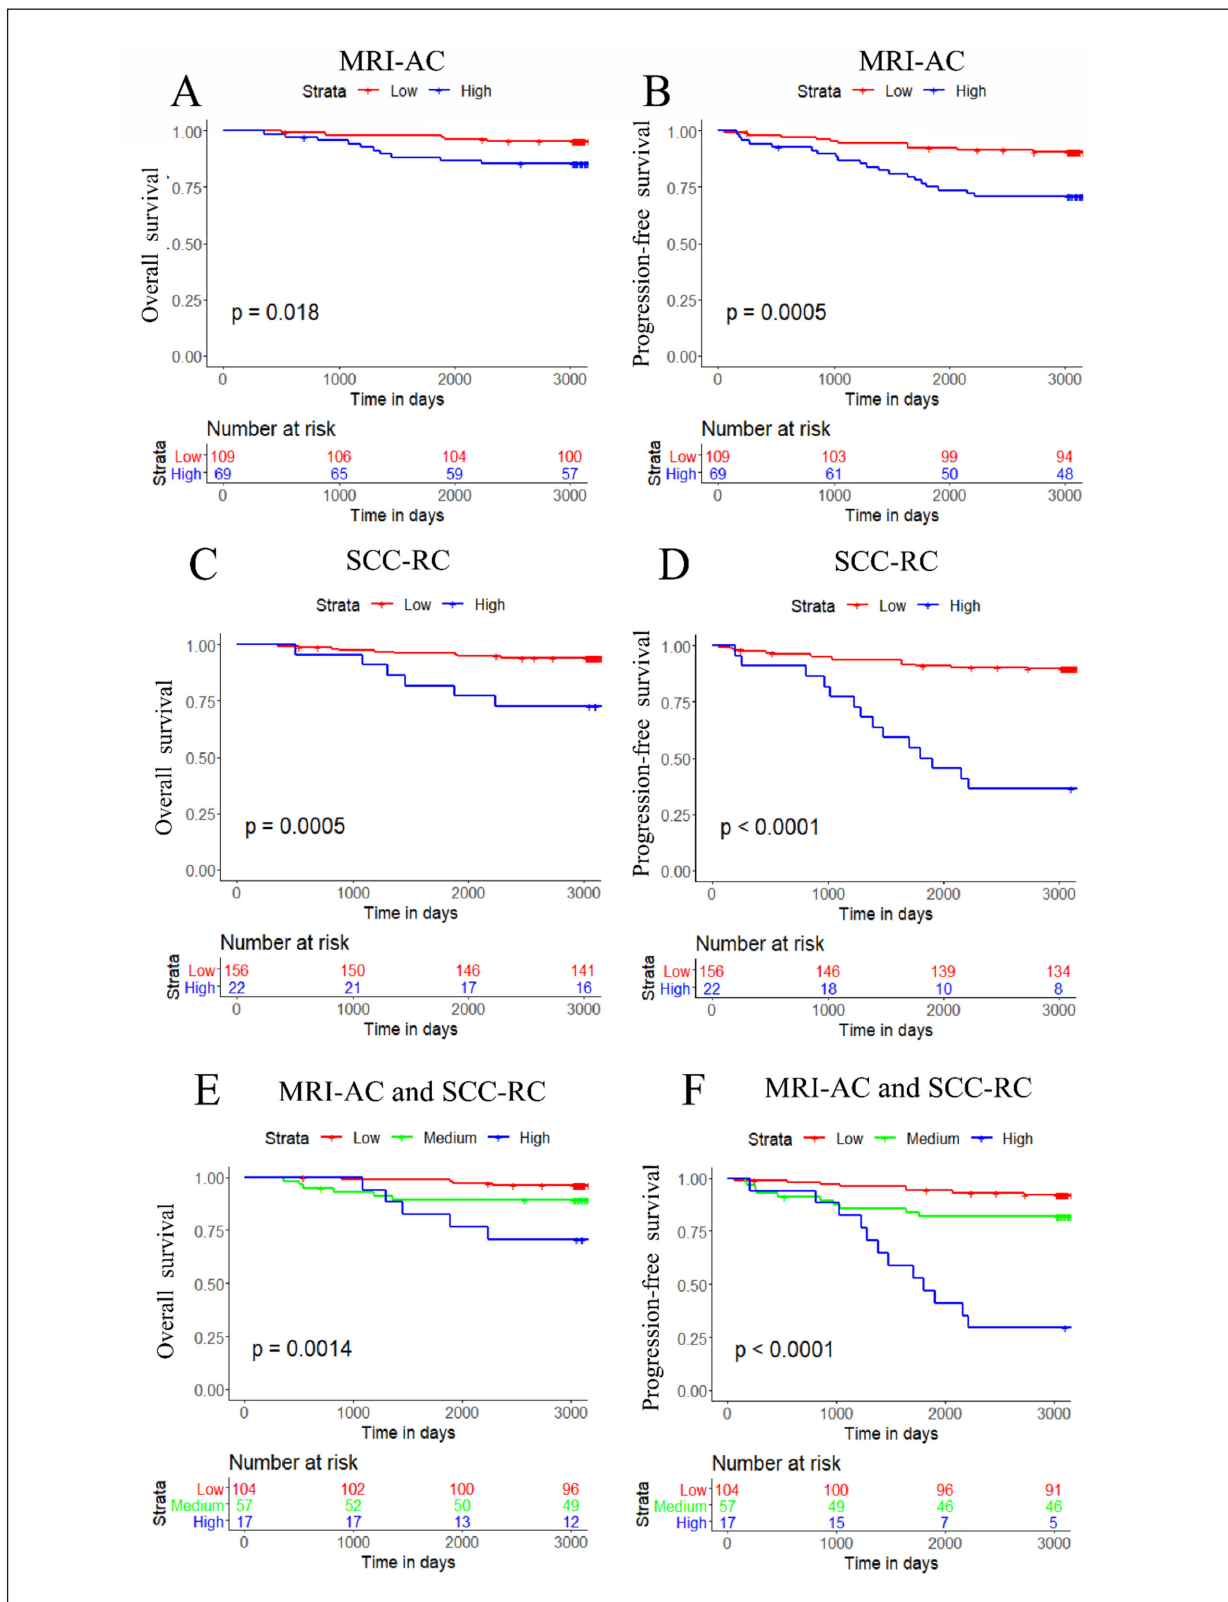 A
MRI-AC
Strata Low High
Overall survival
1.00
0.75
0.50
0.25
0.00
p = 0.018
0 1000 2000 3000
Time in days
Number at risk
Strata
Low 109 106 104 100
High 69 65 59 57
0 1000 2000 3000
Time in days
B
MRI-AC
Strata Low High
Progression-free survival
1.00
0.75
0.50
0.25
0.00
p = 0.0005
0 1000 2000 3000
Time in days
Number at risk
Strata
Low 109 103 99 94
High 69 61 50 48
0 1000 2000 3000
Time in days
C
SCC-RC
Strata Low High
Overall survival
1.00
0.75
0.50
0.25
0.00
p = 0.0005
0 1000 2000 3000
Time in days
Number at risk
Strata
Low 156 150 146 141
High 22 21 17 16
0 1000 2000 3000
Time in days
D
SCC-RC
Strata Low High
Progression-free survival
1.00
0.75
0.50
0.25
0.00
p < 0.0001
0 1000 2000 3000
Time in days
Number at risk
Strata
Low 156 146 139 134
High 22 18 10 8
0 1000 2000 3000
Time in days
E
MRI-AC and SCC-RC
Strata Low Medium High
Overall survival
1.00
0.75
0.50
0.25
0.00
p = 0.0014
0 1000 2000 3000
Time in days
Number at risk
Strata
Low 104 102 100 96
Medium 57 52 50 49
High 17 17 13 12
0 1000 2000 3000
Time in days
F
MRI-AC and SCC-RC
Strata Low Medium High
Progression-free survival
1.00
0.75
0.50
0.25
0.00
p < 0.0001
0 1000 2000 3000
Time in days
Number at risk
Strata
Low 104 100 96 91
Medium 57 49 46 46
High 17 15 7 5
0 1000 2000 3000
Time in days